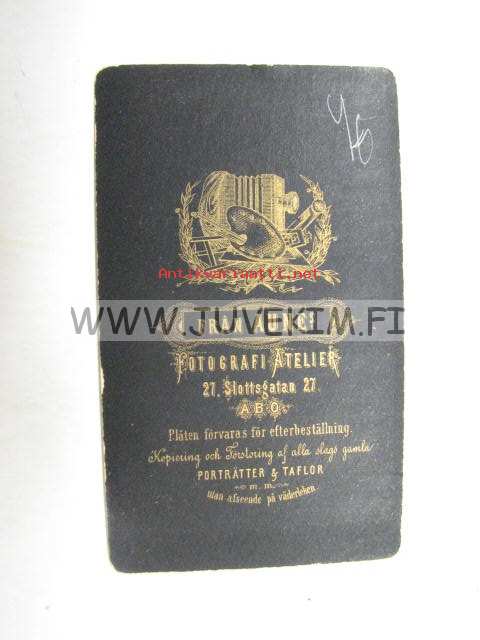 Antikvariaatti.net
WWW.JUVEKIM.FI
FOTOGRAFI ATELIER
27, Slottsgatan 27.
ÅBO.
Plåten förvaras för efterbeställning.
Kopiering och Förstoring af alla slags gamla
PORTRÄTTER & TAFLOR
m. m.
utan afseende på väderleken.